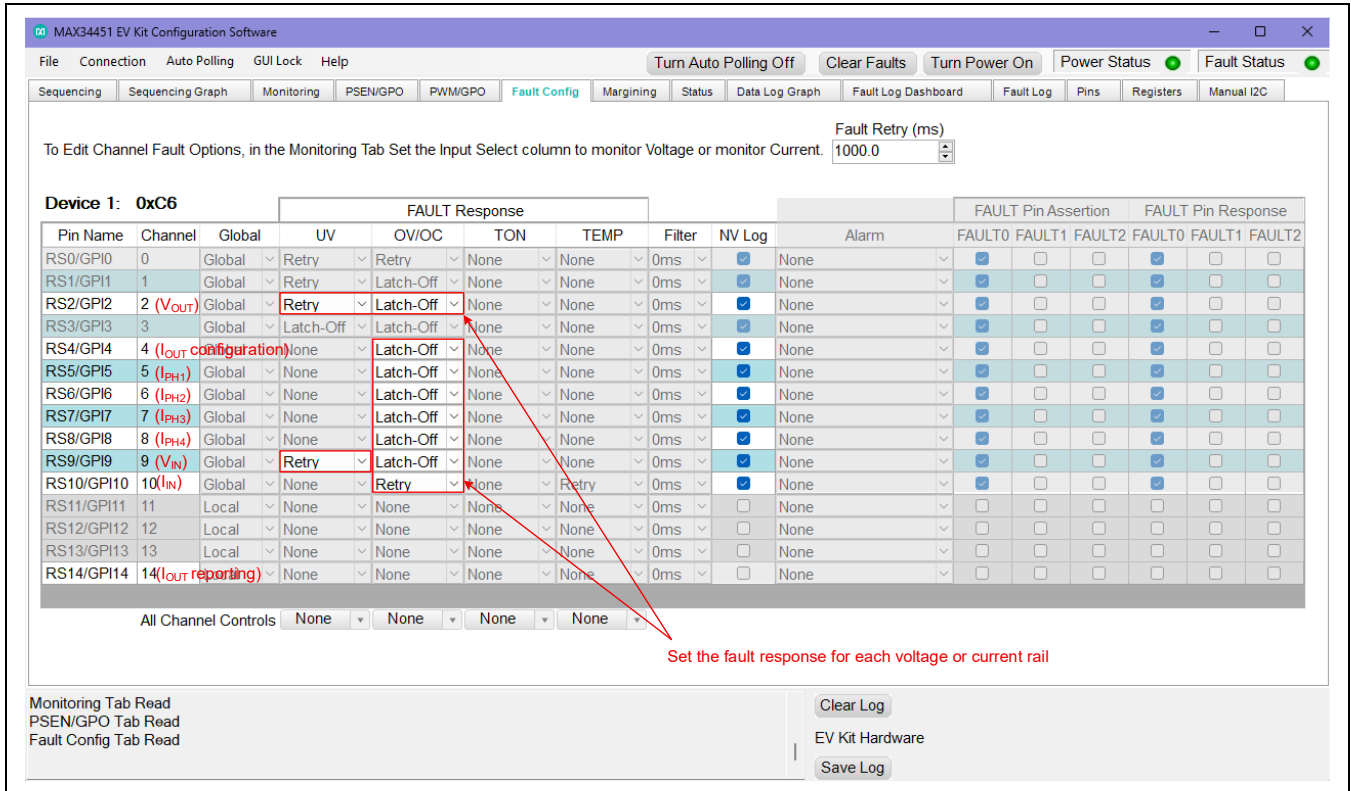 MAX34451 EV Kit Configuration Software
File Connection Auto Polling GUI Lock Help Turn Auto Polling Off Clear Faults Turn Power On Power Status Fault Status
Sequencing Sequencing Graph Monitoring PSEN/GPO PWM/GPO Fault Config Margining Status Data Log Graph Fault Log Dashboard Fault Log Pins Registers Manual I2C
Fault Retry (ms)
To Edit Channel Fault Options, in the Monitoring Tab Set the Input Select column to monitor Voltage or monitor Current. 1000.0
Device 1: 0xC6
FAULT Response FAULT Pin Assertion FAULT Pin Response
Pin Name Channel Global UV OV/OC TON TEMP Filter NV Log Alarm FAULT0 FAULT1 FAULT2 FAULT0 FAULT1 FAULT2
RS0/GPI0 0 Global Retry Retry None None 0ms None
RS1/GPI1 1 Global Retry Latch-Off None None 0ms None
RS2/GPI2 2 (VOUT) Global Retry Latch-Off None None 0ms None
RS3/GPI3 3 Global Latch-Off Latch-Off None None 0ms None
RS4/GPI4 4 (IOUT configuration) Global None Latch-Off None None 0ms None
RS5/GPI5 5 (IPH1) Global None Latch-Off None None 0ms None
RS6/GPI6 6 (IPH2) Global None Latch-Off None None 0ms None
RS7/GPI7 7 (IPH3) Global None Latch-Off None None 0ms None
RS8/GPI8 8 (IPH4) Global None Latch-Off None None 0ms None
RS9/GPI9 9 (VIN) Global Retry Latch-Off None None 0ms None
RS10/GPI10 10(IIN) Global None Retry None Retry 0ms None
RS11/GPI11 11 Local None None None None 0ms None
RS12/GPI12 12 Local None None None None 0ms None
RS13/GPI13 13 Local None None None None 0ms None
RS14/GPI14 14(IOUT reporting) Local None None None None 0ms None
All Channel Controls None None None None
Set the fault response for each voltage or current rail
Monitoring Tab Read
PSEN/GPO Tab Read
Fault Config Tab Read
Clear Log
EV Kit Hardware
Save Log